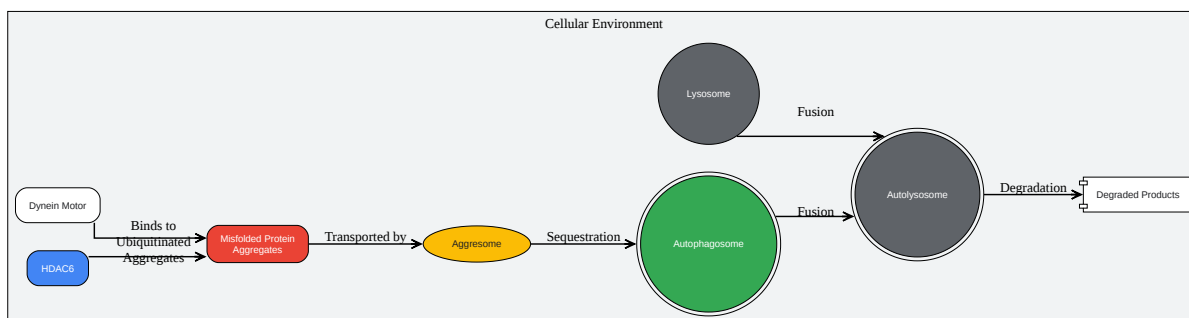 Cellular Environment
Lysosome
Fusion
Autolysosome
Degradation
Degraded Products
Dynein Motor
Binds to
Ubiquitinated
Aggregates
HDAC6
Misfolded Protein
Aggregates
Transported by
Aggresome
Sequestration
Autophagosome
Fusion